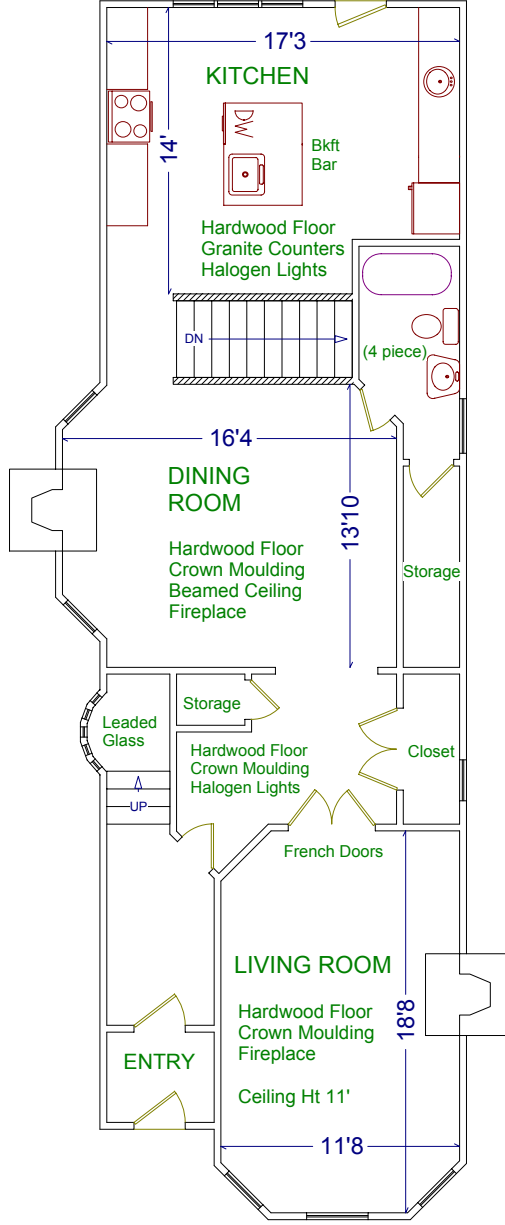 17'3
KITCHEN
14'
DW
Bkft
Bar
Hardwood Floor
Granite Counters
Halogen Lights
DN
(4 piece)
16'4
DINING
ROOM
13'10
Hardwood Floor
Crown Moulding
Beamed Ceiling
Fireplace
Storage
Storage
Leaded
Glass
Hardwood Floor
Crown Moulding
Halogen Lights
Closet
UP
French Doors
LIVING ROOM
Hardwood Floor
Crown Moulding
Fireplace
Ceiling Ht 11'
18'8
ENTRY
11'8